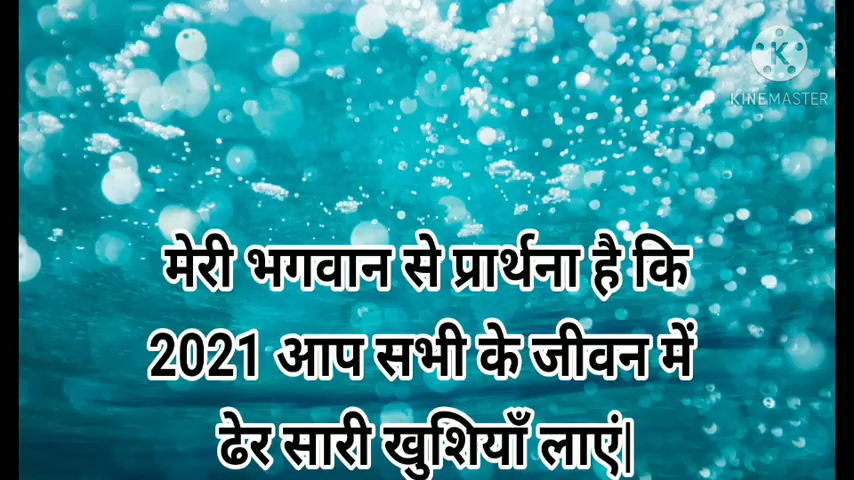 K
KINEMASTER
मेरी भगवान से प्रार्थना है कि
2021 आप सभी के जीवन में
ढेर सारी खुशियाँ लाएं|